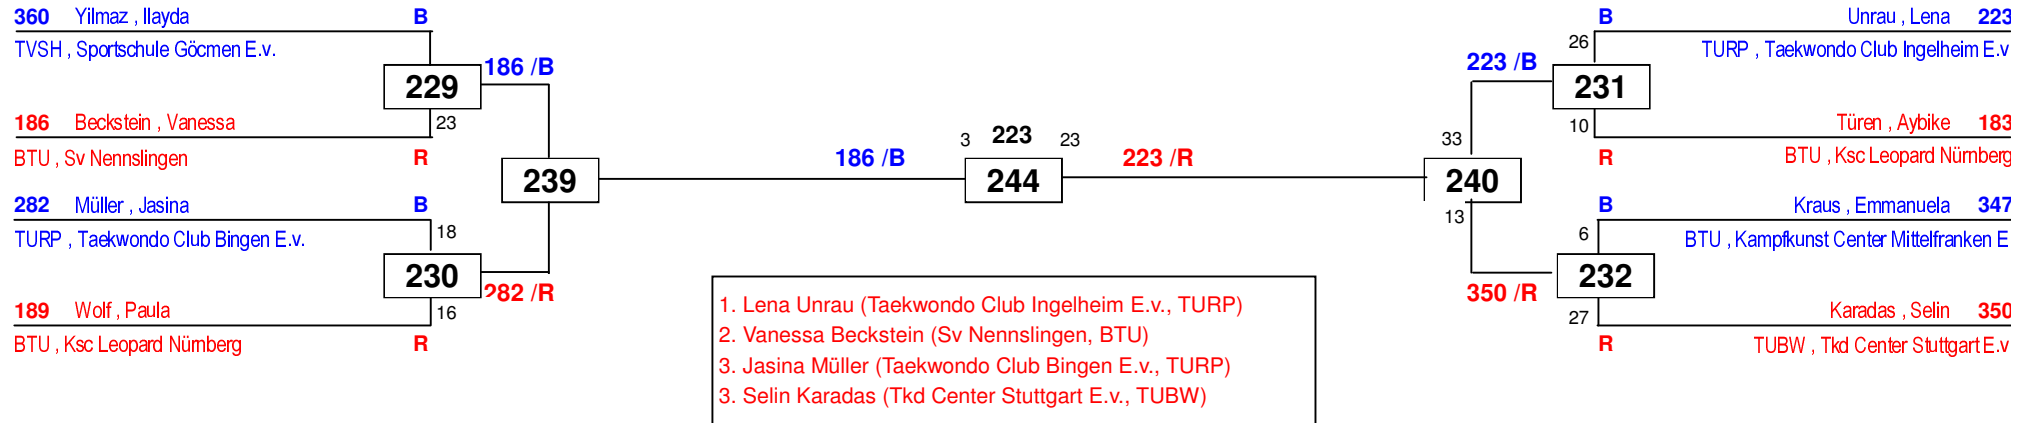 360 Yilmaz , Ilayda B
TVSH , Sportschule Göcmen E.v.
229
186 /B
186 Beckstein , Vanessa 23
BTU , Sv Nennslingen R
239
282 Müller , Jasina B
TURP , Taekwondo Club Bingen E.v. 18
230
282 /R
189 Wolf , Paula 16
BTU , Ksc Leopard Nürnberg R
186 /B
3 223 23
244
223 /R
B Unrau , Lena 223
26 TURP , Taekwondo Club Ingelheim E.v
223 /B
231
10 Türen , Aybike 183
R BTU , Ksc Leopard Nürnberg
33
240
13
B Kraus , Emmanuela 347
6 BTU , Kampfkunst Center Mittelfranken E
232
350 /R
27 Karadas , Selin 350
R TUBW , Tkd Center Stuttgart E.v
1. Lena Unrau (Taekwondo Club Ingelheim E.v., TURP)
2. Vanessa Beckstein (Sv Nennslingen, BTU)
3. Jasina Müller (Taekwondo Club Bingen E.v., TURP)
3. Selin Karadas (Tkd Center Stuttgart E.v., TUBW)